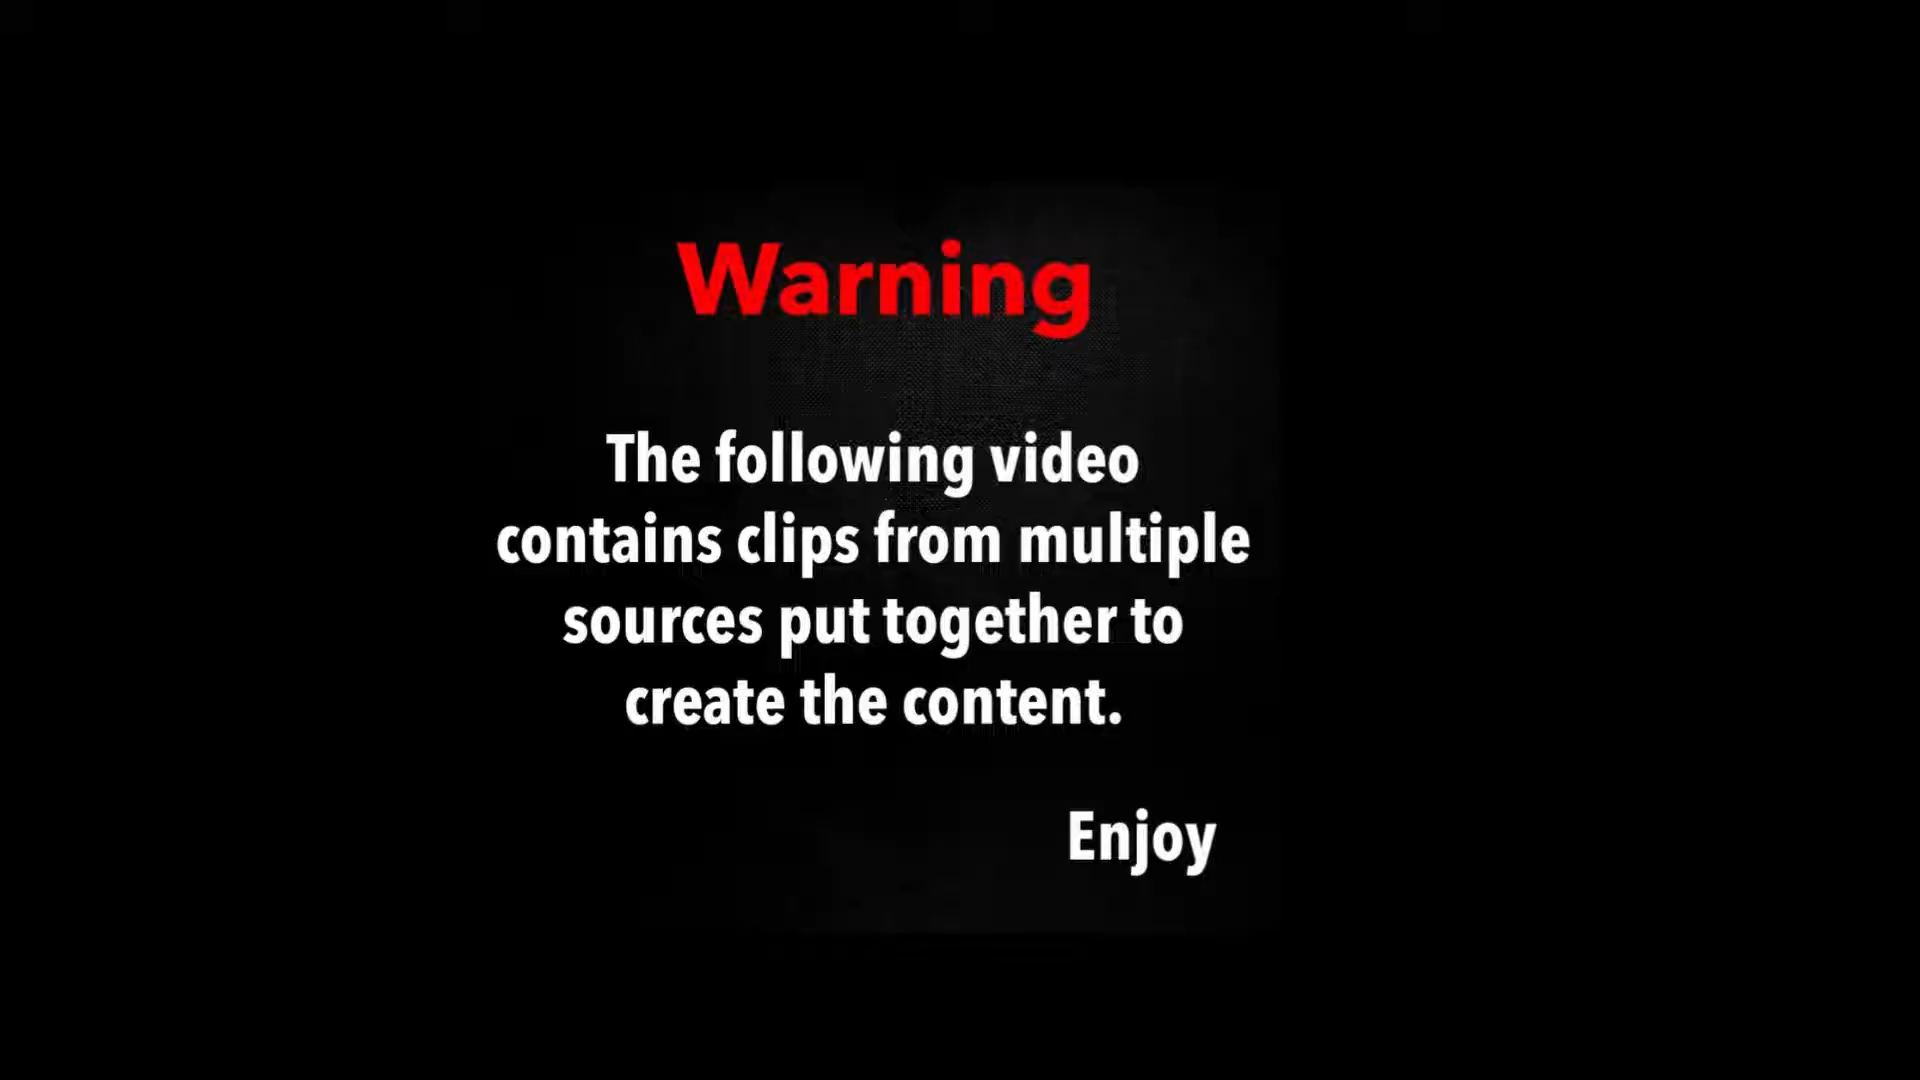 Warning
The following video
contains clips from multiple
sources put together to
create the content.
Enjoy